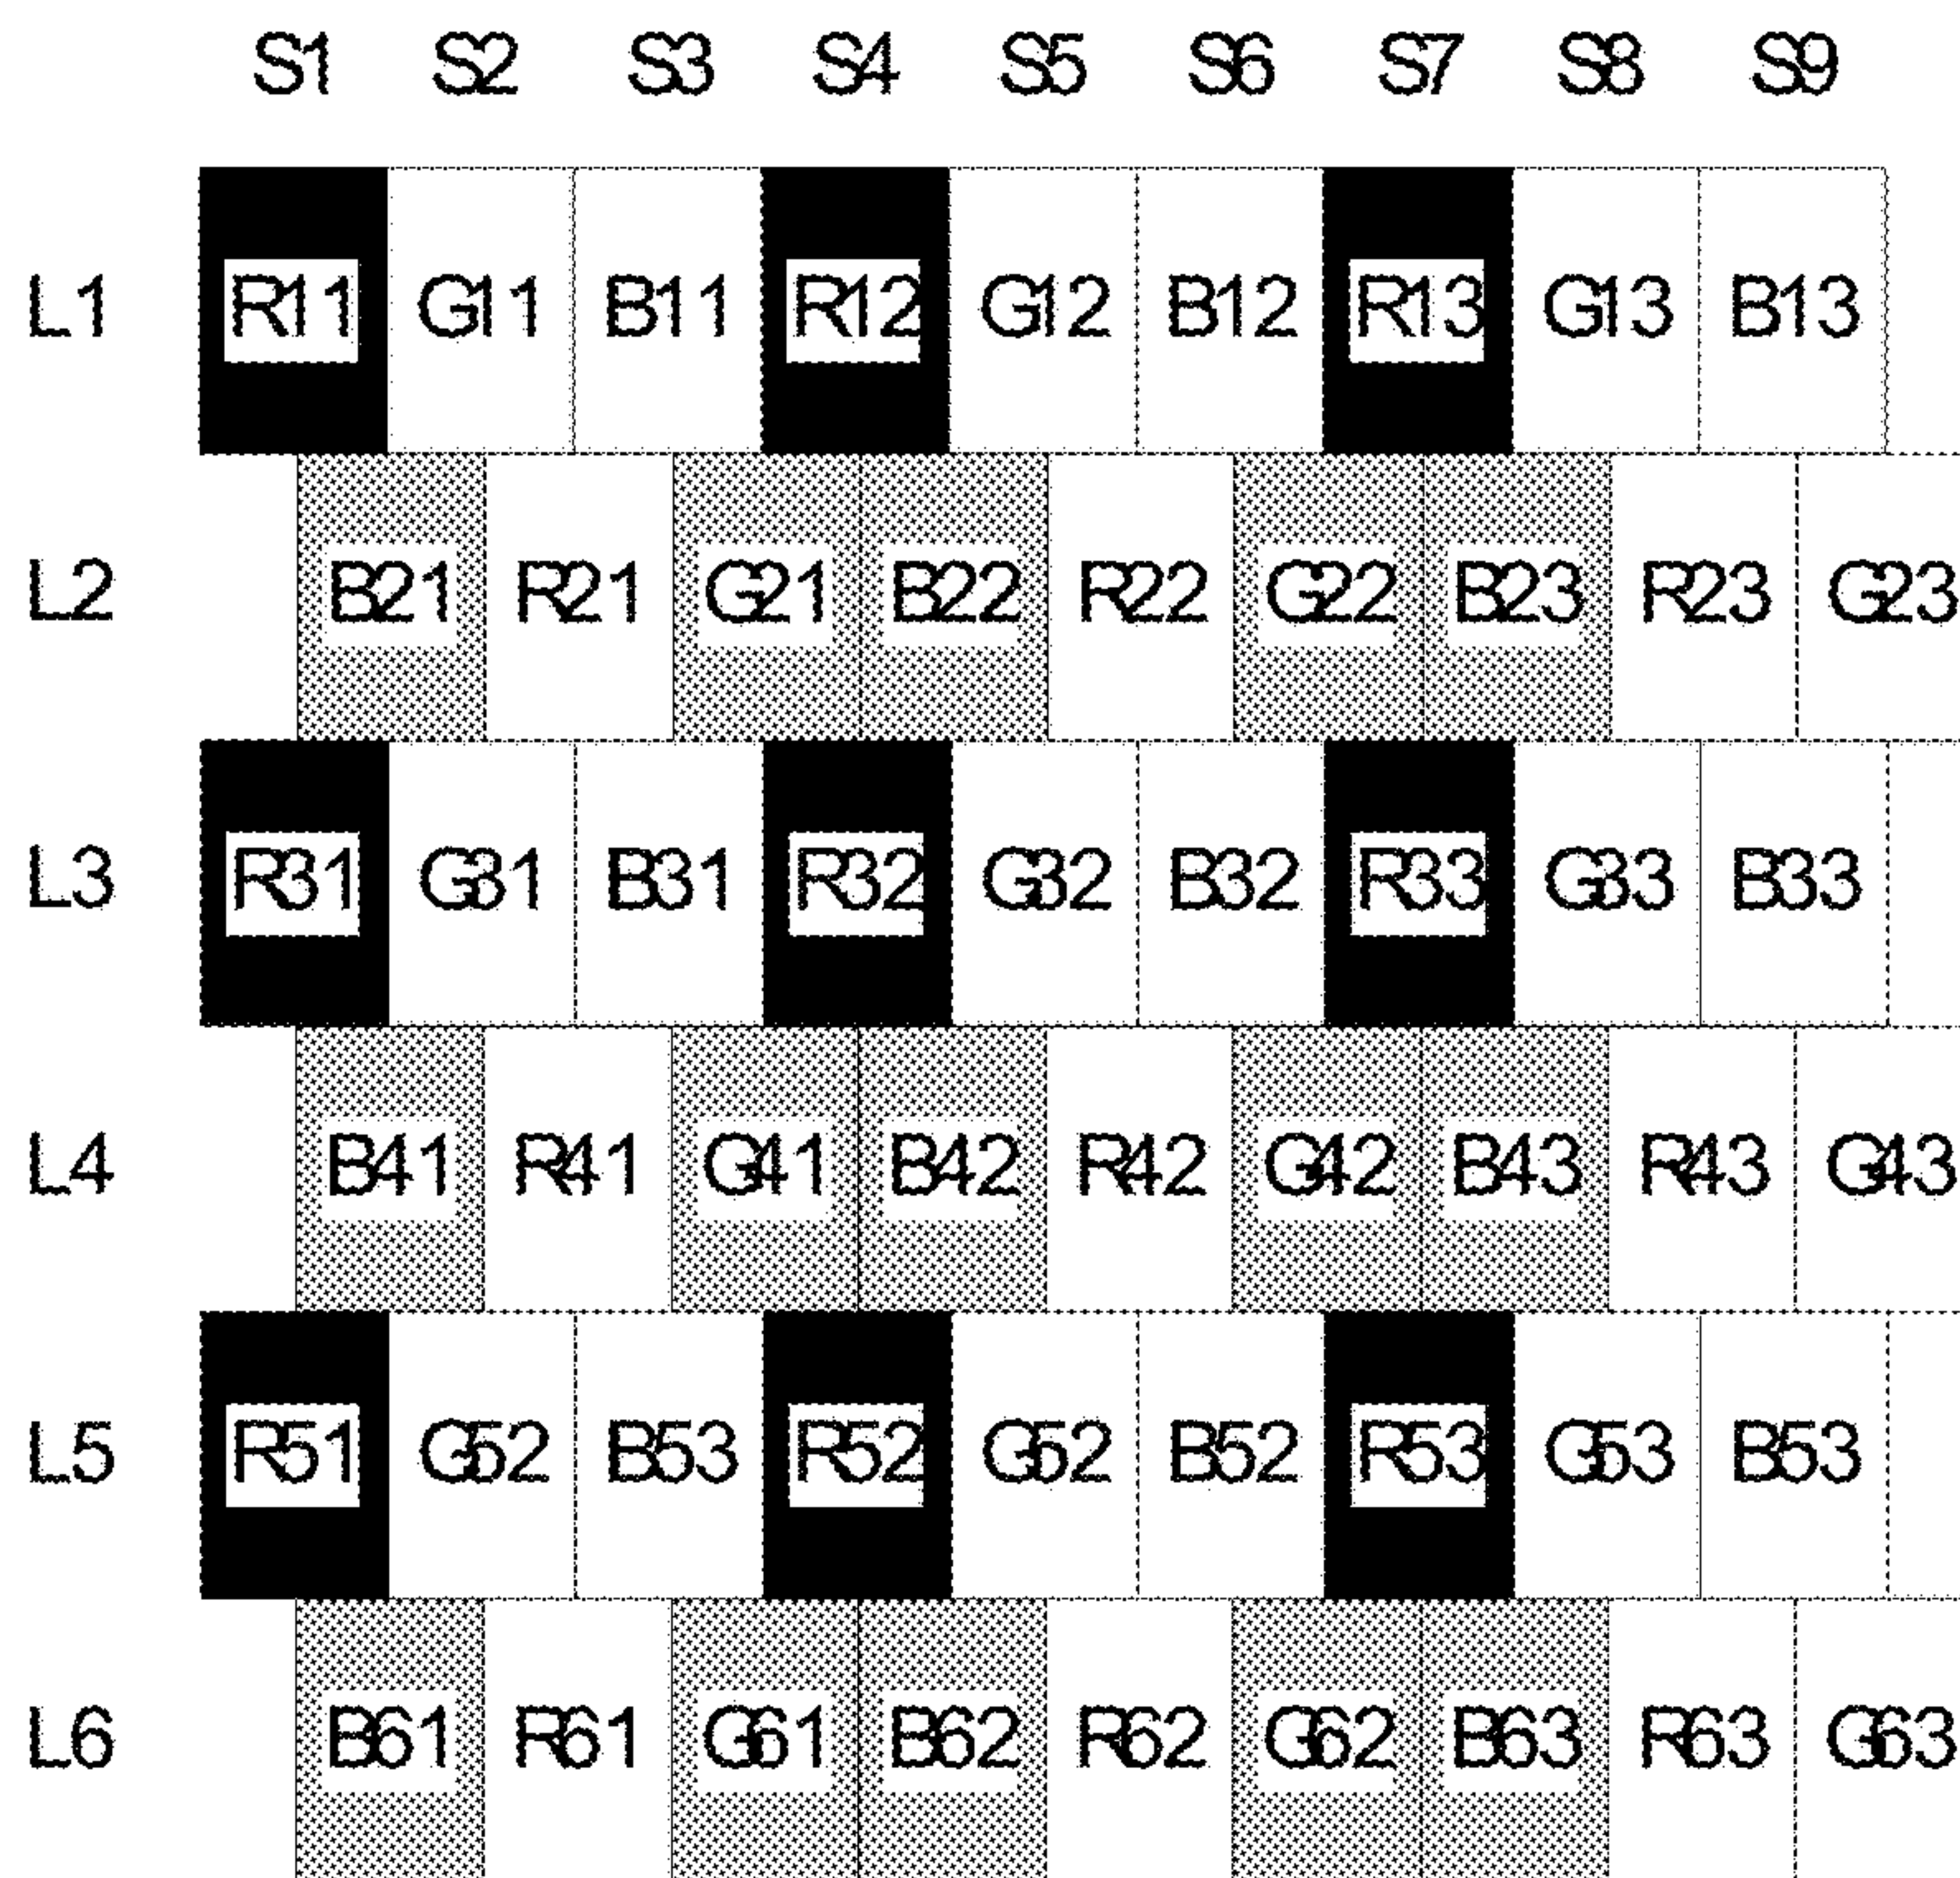 S1 S2 S3 S4 S5 S6 S7 S8 S9
L1 R11 G11 B11 R12 G12 B12 R13 G13 B13
L2 B21 R21 G21 B22 R22 G22 B23 R23 G23
L3 R31 G31 B31 R32 G32 B32 R33 G33 B33
L4 B41 R41 G41 B42 R42 G42 B43 R43 G43
L5 R51 G52 B53 R52 G52 B52 R53 G53 B53
L6 B61 R61 G61 B62 R62 G62 B63 R63 G63